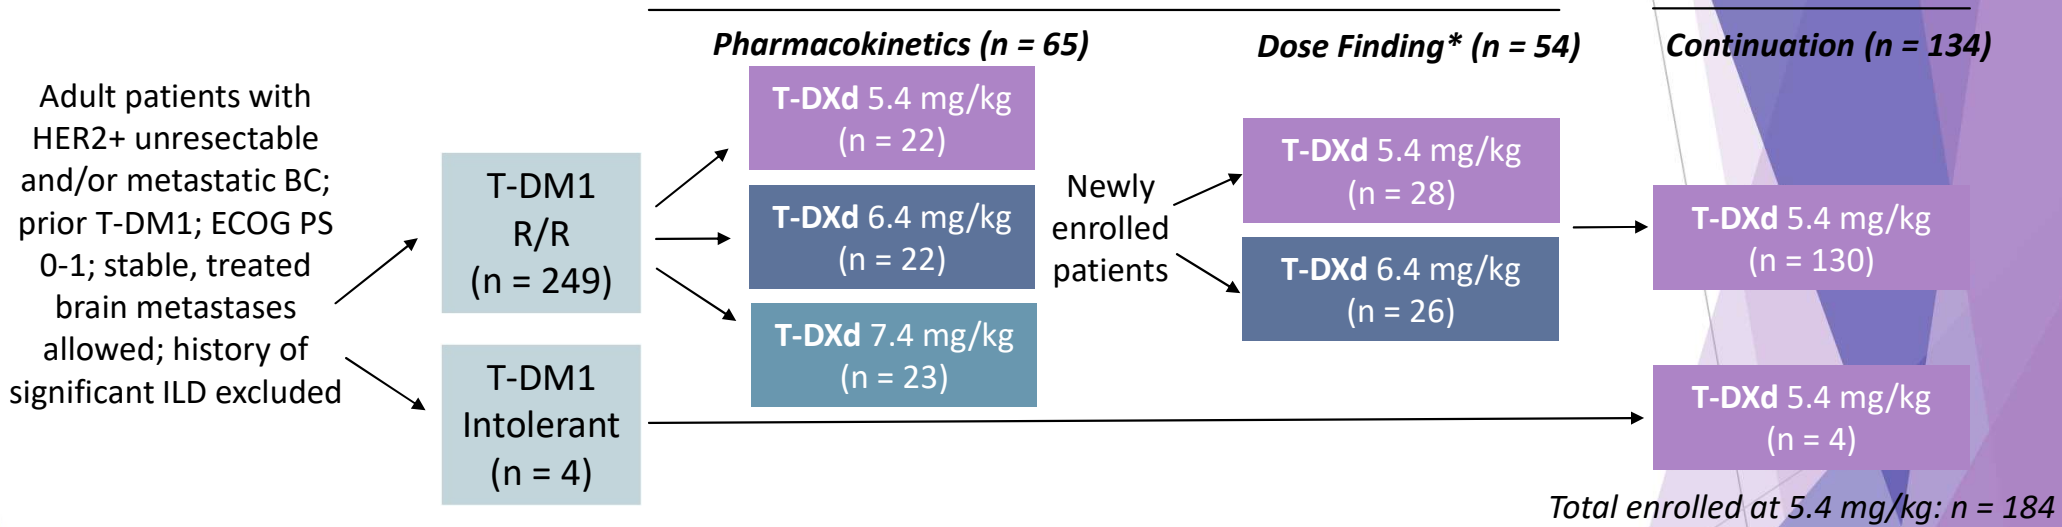 Pharmacokinetics (n = 65)
Dose Finding* (n = 54)
Continuation (n = 134)
Adult patients with
HER2+ unresectable
and/or metastatic BC;
prior T-DM1; ECOG PS
0-1; stable, treated
brain metastases
allowed; history of
significant ILD excluded
T-DM1
R/R
(n = 249)
T-DM1
Intolerant
(n = 4)
T-DXd 5.4 mg/kg
(n = 22)
T-DXd 6.4 mg/kg
(n = 22)
T-DXd 7.4 mg/kg
(n = 23)
Newly
enrolled
patients
T-DXd 5.4 mg/kg
(n = 28)
T-DXd 6.4 mg/kg
(n = 26)
T-DXd 5.4 mg/kg
(n = 130)
T-DXd 5.4 mg/kg
(n = 4)
Total enrolled at 5.4 mg/kg: n = 184